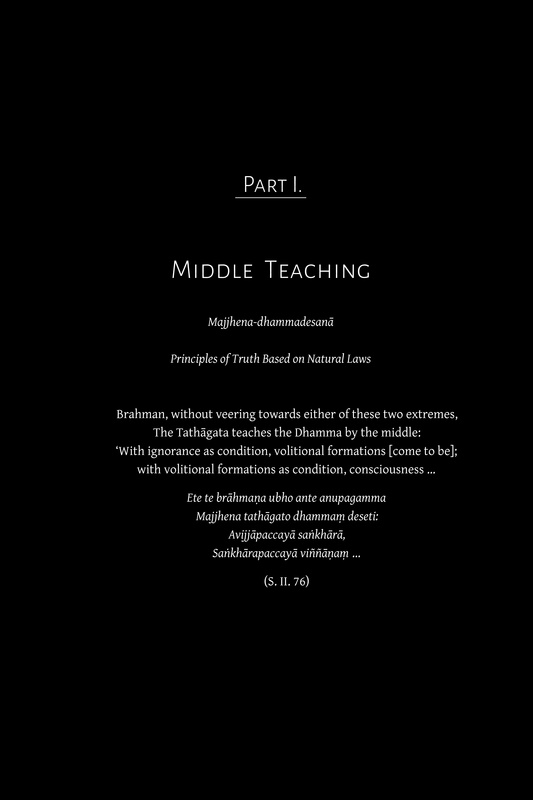 Part I.
Middle Teaching
Majjhena-dhammadesanā
Principles of Truth Based on Natural Laws
Brahman, without veering towards either of these two extremes,
The Tathāgata teaches the Dhamma by the middle:
‘With ignorance as condition, volitional formations [come to be];
with volitional formations as condition, consciousness …
Ete te brāhmaṇa ubho ante anupagamma
Majjhena tathāgato dhammaṃ deseti:
Avijjāpaccayā saṅkhārā,
Saṅkhārapaccayā viññāṇaṃ …
(S. II. 76)